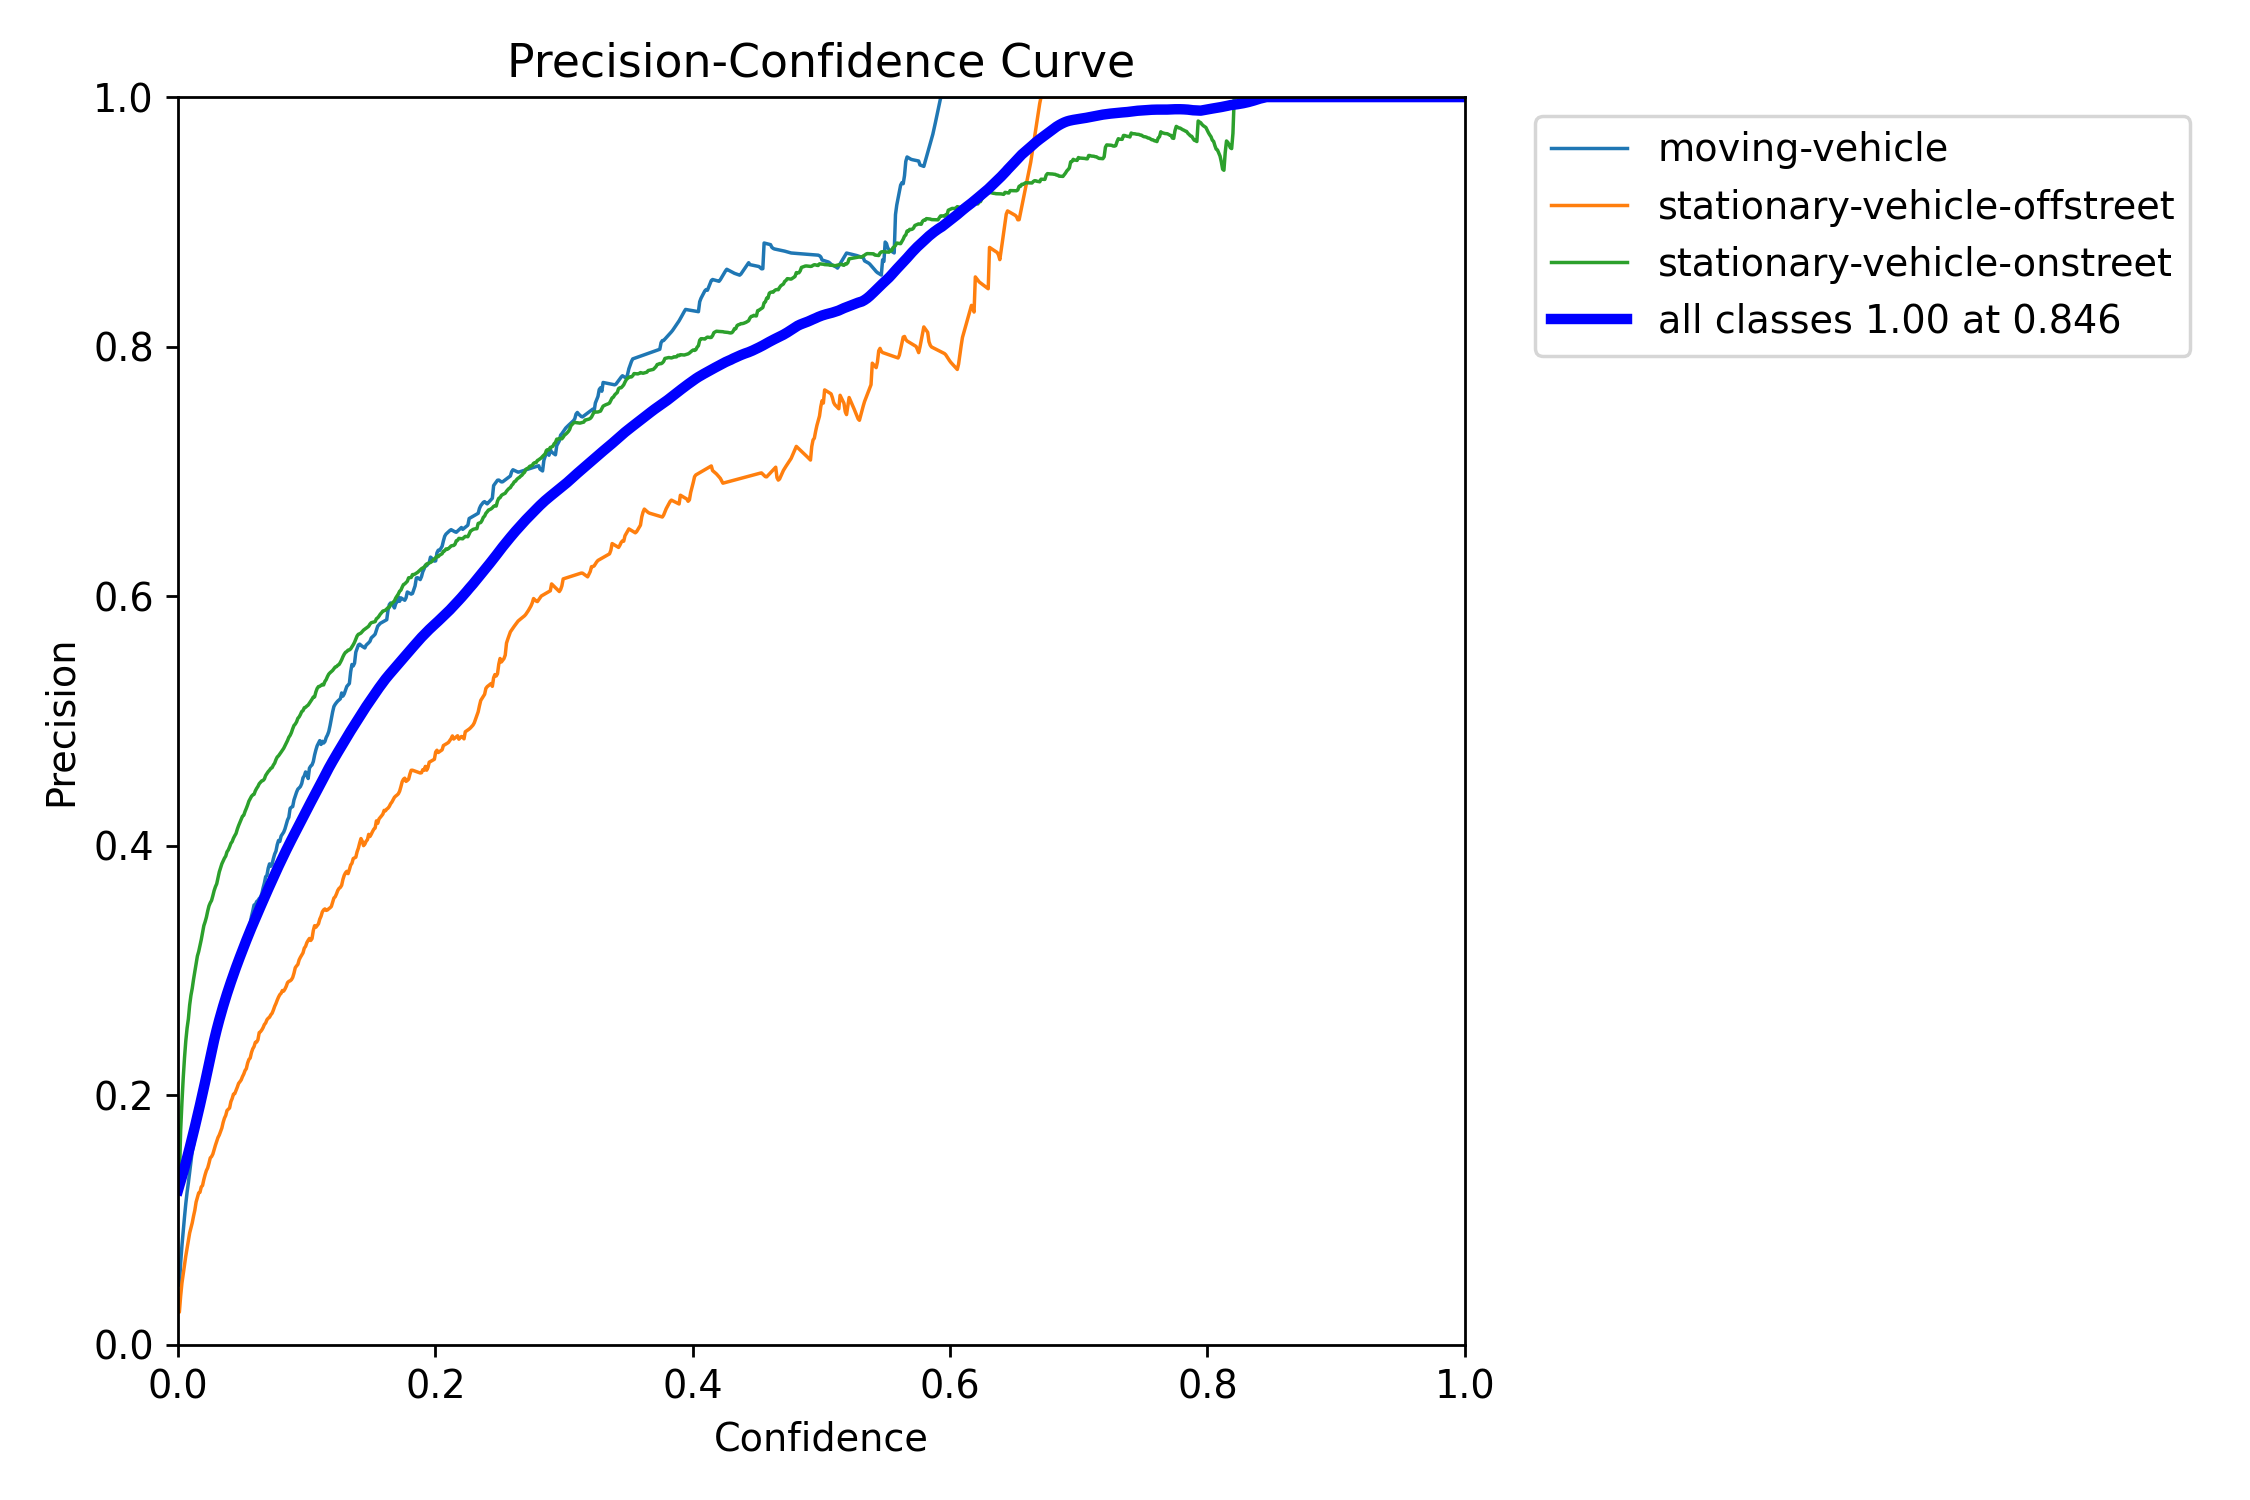 Precision-Confidence Curve
1.0
0.8
0.6
0.4
0.2
0.0
Precision
0.0 0.2 0.4 0.6 0.8 1.0
Confidence
moving-vehicle
stationary-vehicle-offstreet
stationary-vehicle-onstreet
all classes 1.00 at 0.846